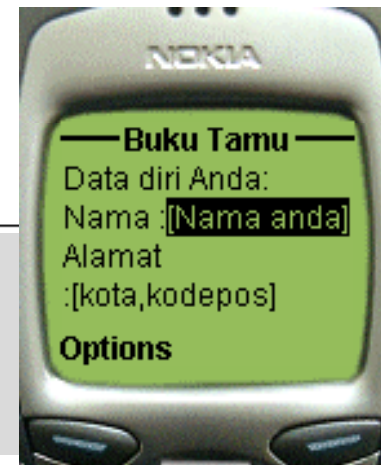 NOKIA
Buku Tamu
Data diri Anda:
Nama :[Nama anda]
Alamat
:[kota,kodepos]
Options